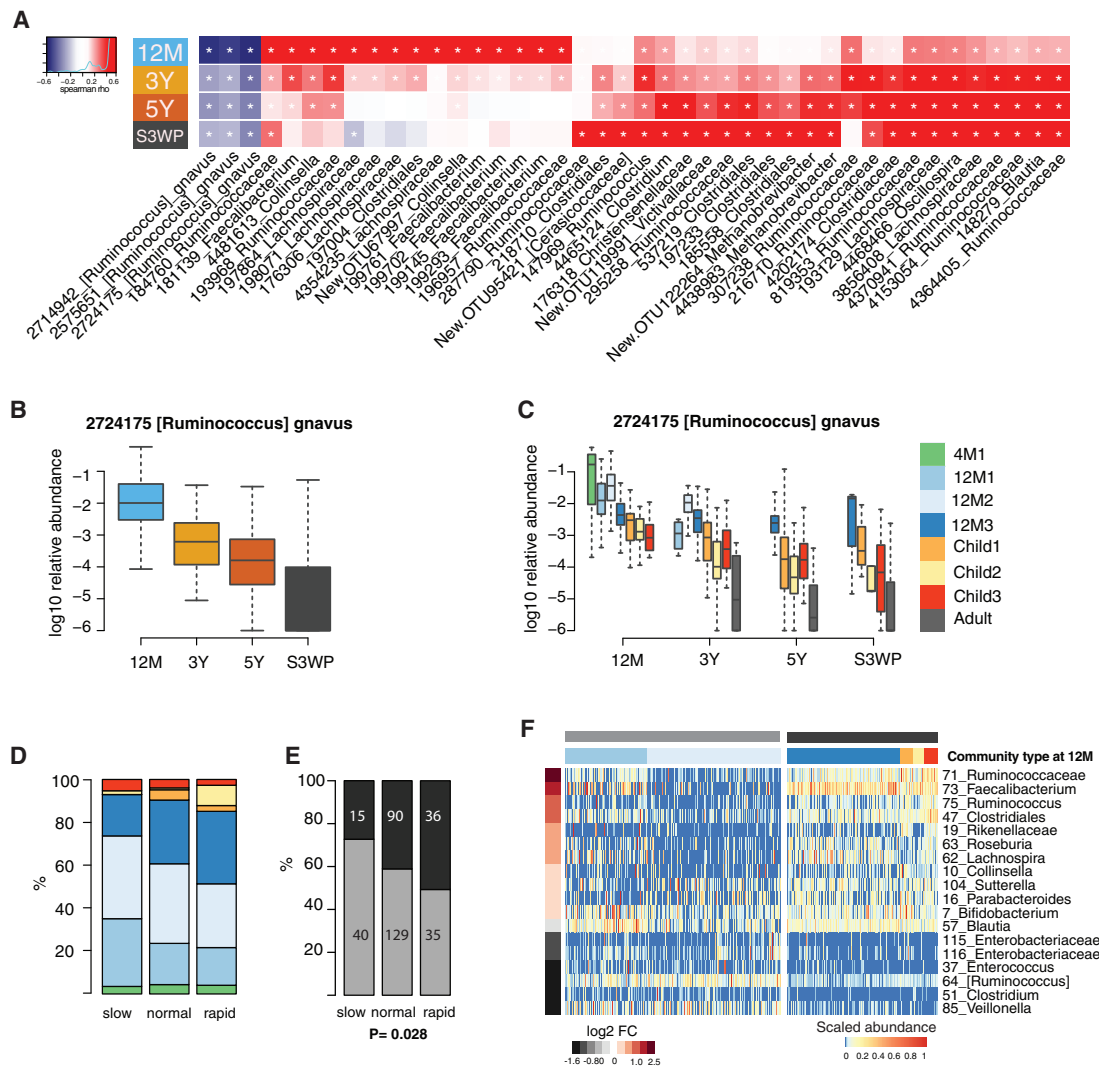 A
12M
3Y
5Y
S3WP
−0.6 −0.2 0.2 0.6
spearman rho
2714942_[Ruminococcus]_gnavus
2575651_[Ruminococcus]_gnavus
2724175_[Ruminococcus]_gnavus
184760_Ruminococcaceae
181139_Faecalibacterium
4481613_Collinsella
193968_Ruminococcaceae
197864_Lachnospiraceae
198071_Lachnospiraceae
176306_Lachnospiraceae
197004_Clostridiales
4354235_Lachnospiraceae
New.OTU67997_Collinsella
199761_Faecalibacterium
199702_Faecalibacterium
199145_Faecalibacterium
199293_Faecalibacterium
196957_Ruminococcaceae
287790_Ruminococcaceae
218710_Clostridiales
New.OTU95421_[Cerasicoccaceae]
147969_Ruminococcus
4465124_Clostridium
176318_Christensenellaceae
New.OTU119991_Victivallaceae
295258_Ruminococcaceae
537219_Clostridiales
197233_Clostridiales
185558_Clostridiales
New.OTU122264_Methanobrevibacter
4438983_Methanobrevibacter
307238_Ruminococcaceae
216710_Ruminococcaceae
4220274_Clostridiaceae
819353_Lachnospiraceae
193129_Lachnospiraceae
4468466_Oscillospira
3856408_Lachnospiraceae
4370941_Ruminococcaceae
4153054_Ruminococcaceae
148279_Blautia
4364405_Ruminococcaceae
B
2724175 [Ruminococcus] gnavus
log10 relative abundance
−1
−2
−3
−4
−5
−6
12M 3Y 5Y S3WP
C
2724175 [Ruminococcus] gnavus
log10 relative abundance
−1
−2
−3
−4
−5
−6
12M 3Y 5Y S3WP
4M1
12M1
12M2
12M3
Child1
Child2
Child3
Adult
D
%
100
80
60
40
20
slow normal rapid
E
%
100
80
60
40
20
15 90 36
40 129 35
slow normal rapid
P= 0.028
F
Community type at 12M
71_Ruminococcaceae
73_Faecalibacterium
75_Ruminococcus
47_Clostridiales
19_Rikenellaceae
63_Roseburia
62_Lachnospira
10_Collinsella
104_Sutterella
16_Parabacteroides
7_Bifidobacterium
57_Blautia
115_Enterobacteriaceae
116_Enterobacteriaceae
37_Enterococcus
64_[Ruminococcus]
51_Clostridium
85_Veillonella
log2 FC
-1.6 -0.80 0 1.0 2.5
Scaled abundance
0 0.2 0.4 0.6 0.8 1